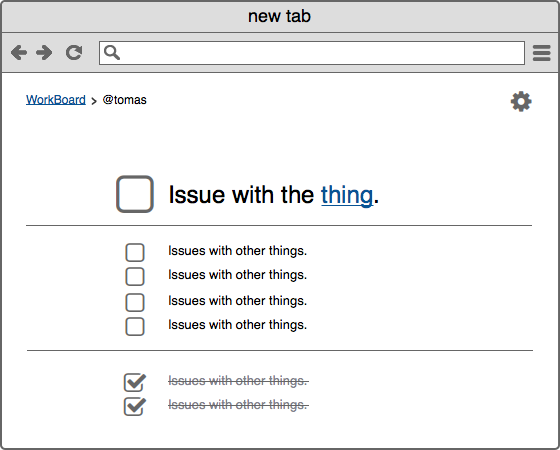 new tab
WorkBoard > @tomas
Issue with the thing.
Issues with other things.
Issues with other things.
Issues with other things.
Issues with other things.
Issues with other things.
Issues with other things.